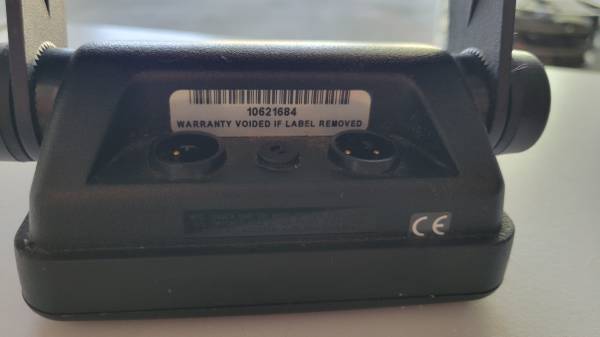 10621684
WARRANTY VOIDED IF LABEL REMOVED
CE